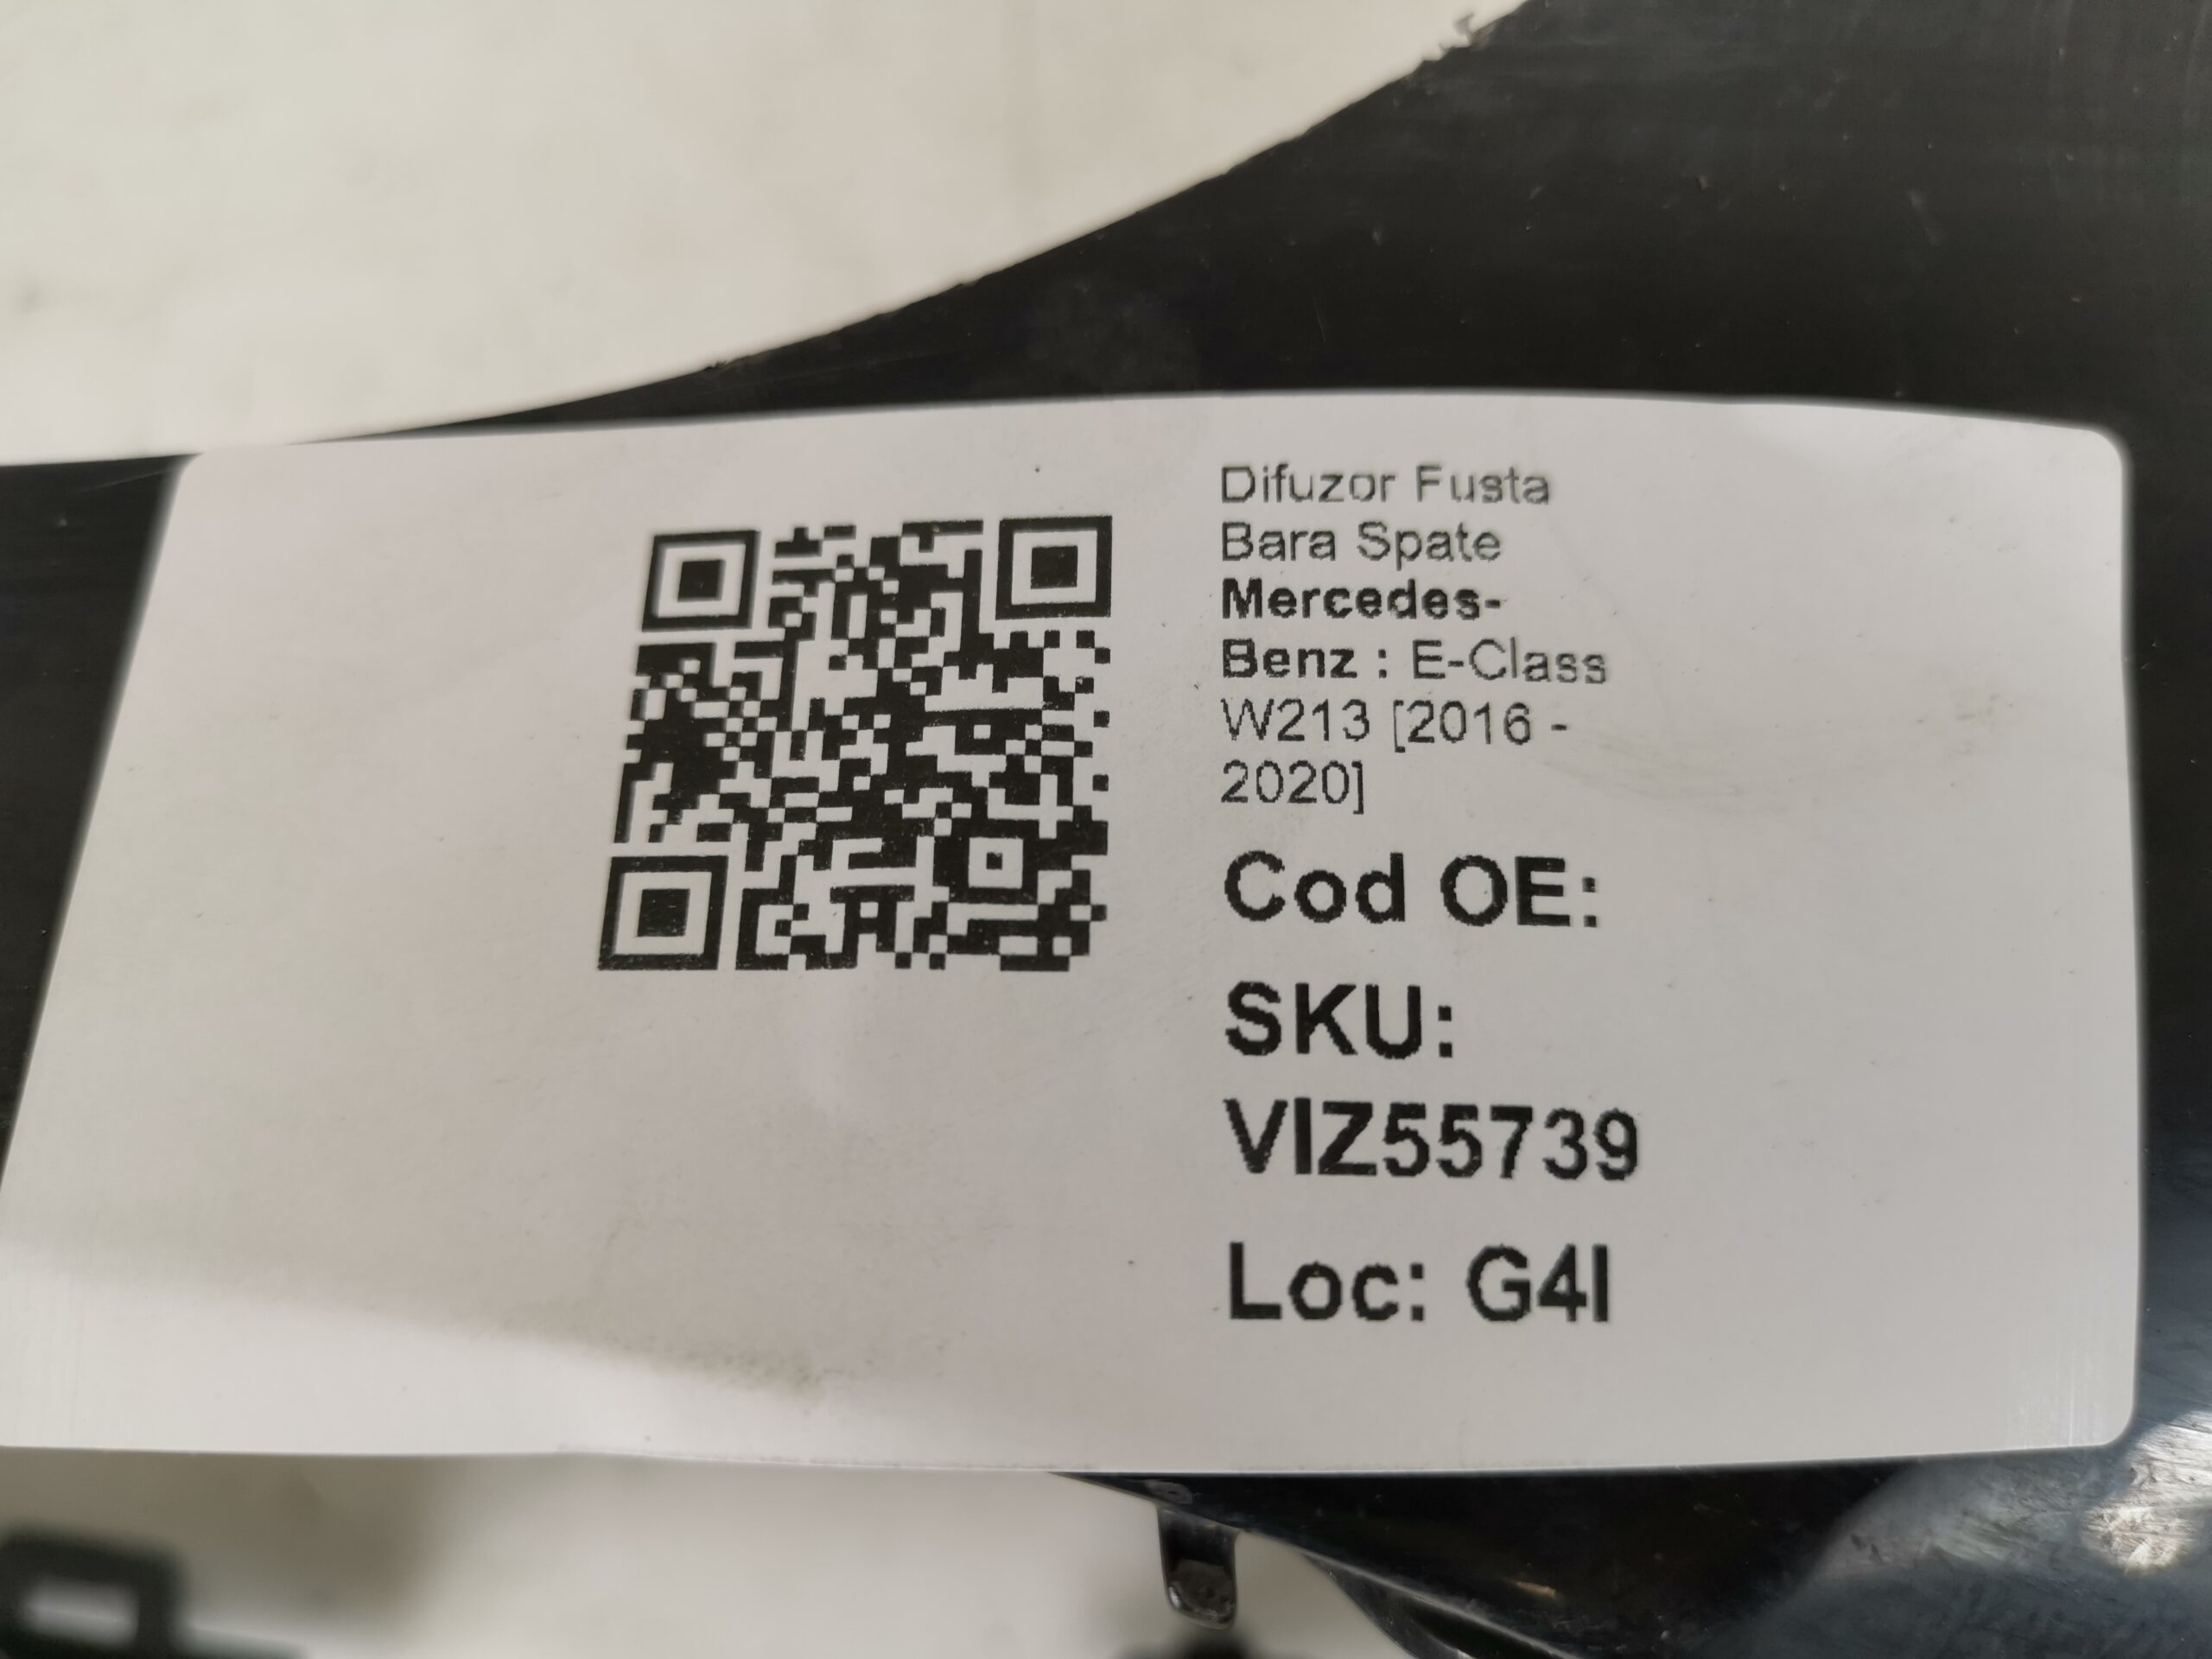 Difuzor Fusta
Bara Spate
Mercedes-
Benz : E-Class
W213 [2016 -
2020]
Cod OE:
SKU:
VIZ55739
Loc: G4I